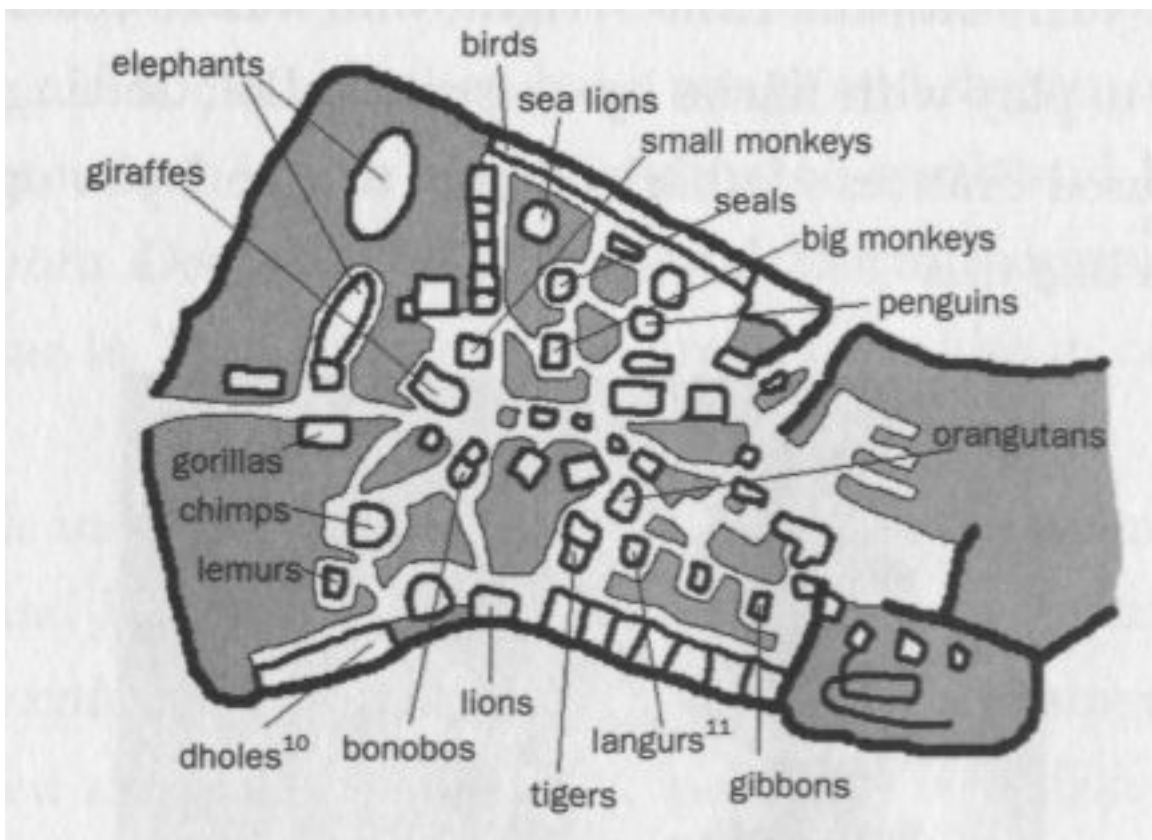 birds
elephants
sea lions
small monkeys
giraffes
seals
big monkeys
penguins
orangutans
gorillas
chimps
lemurs
lions
dholes¹⁰
bonobos
langurs¹¹
tigers
gibbons